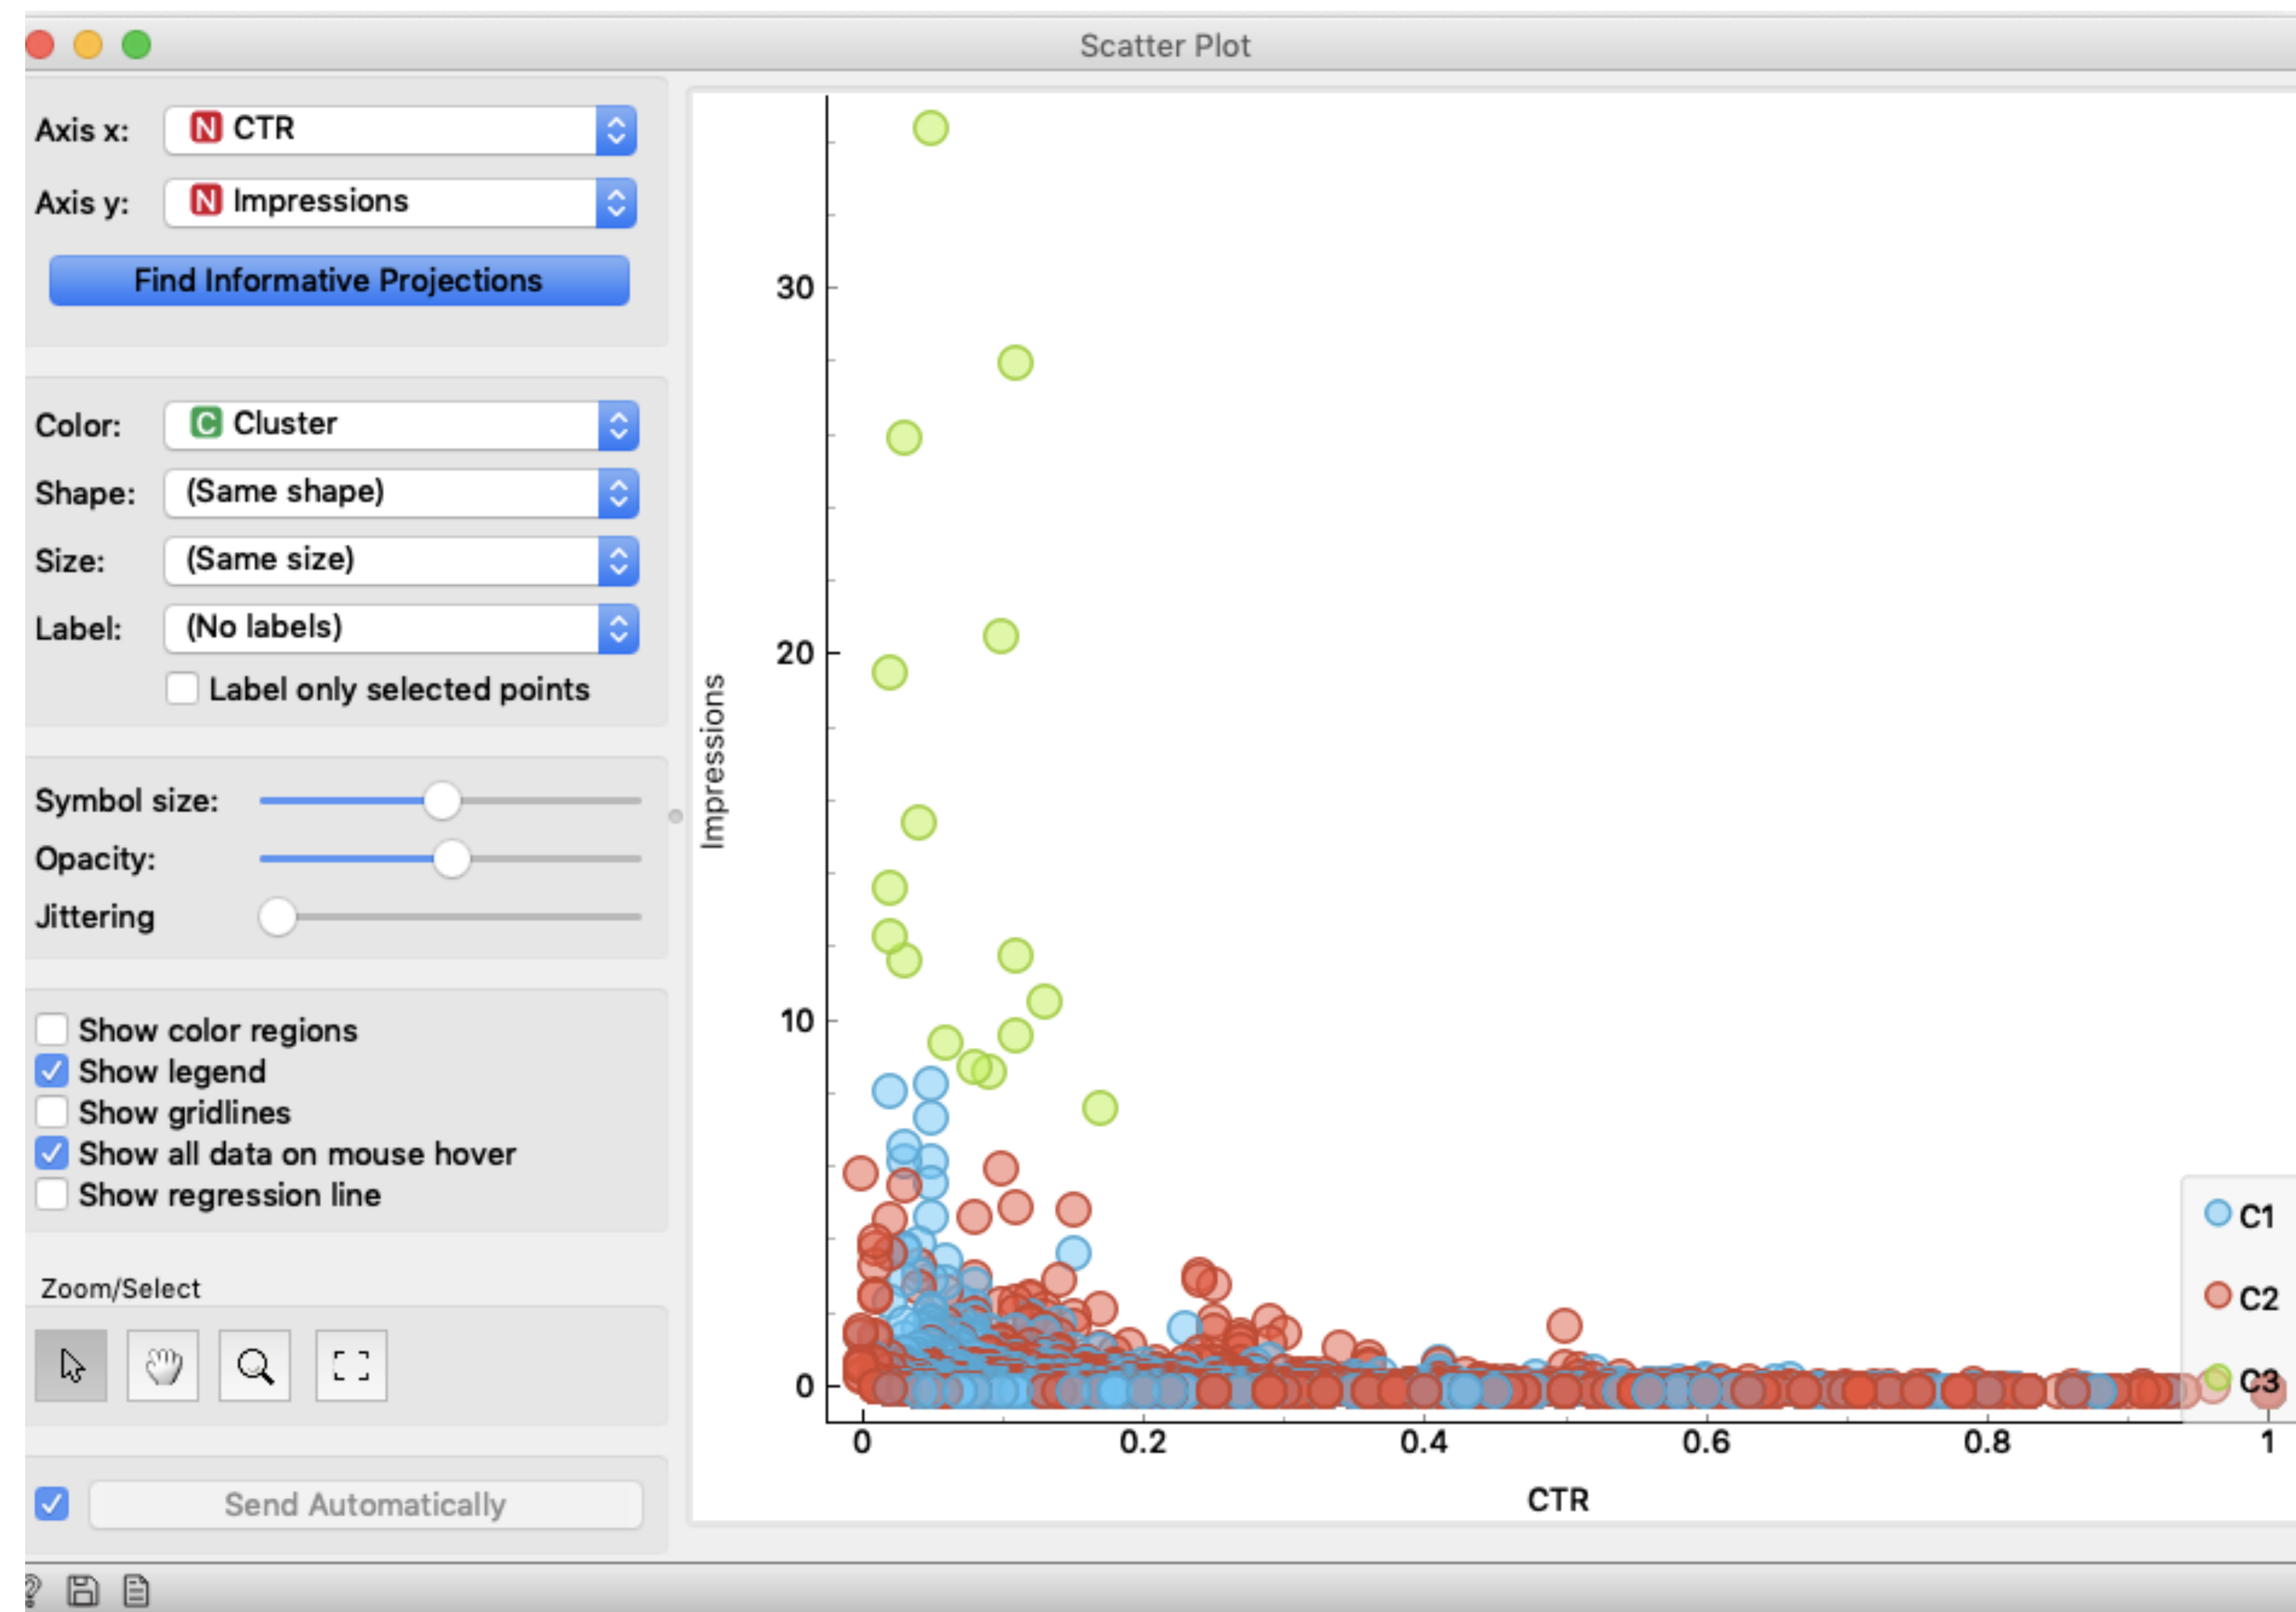 Scatter Plot
Axis x: N CTR
Axis y: N Impressions
Find Informative Projections
Color: C Cluster
Shape: (Same shape)
Size: (Same size)
Label: (No labels)
Label only selected points
Symbol size:
Opacity:
Jittering
Show color regions
Show legend
Show gridlines
Show all data on mouse hover
Show regression line
Zoom/Select
Send Automatically
Impressions
30
20
10
0
0 0.2 0.4 0.6 0.8 1
CTR
C1
C2
C3
?